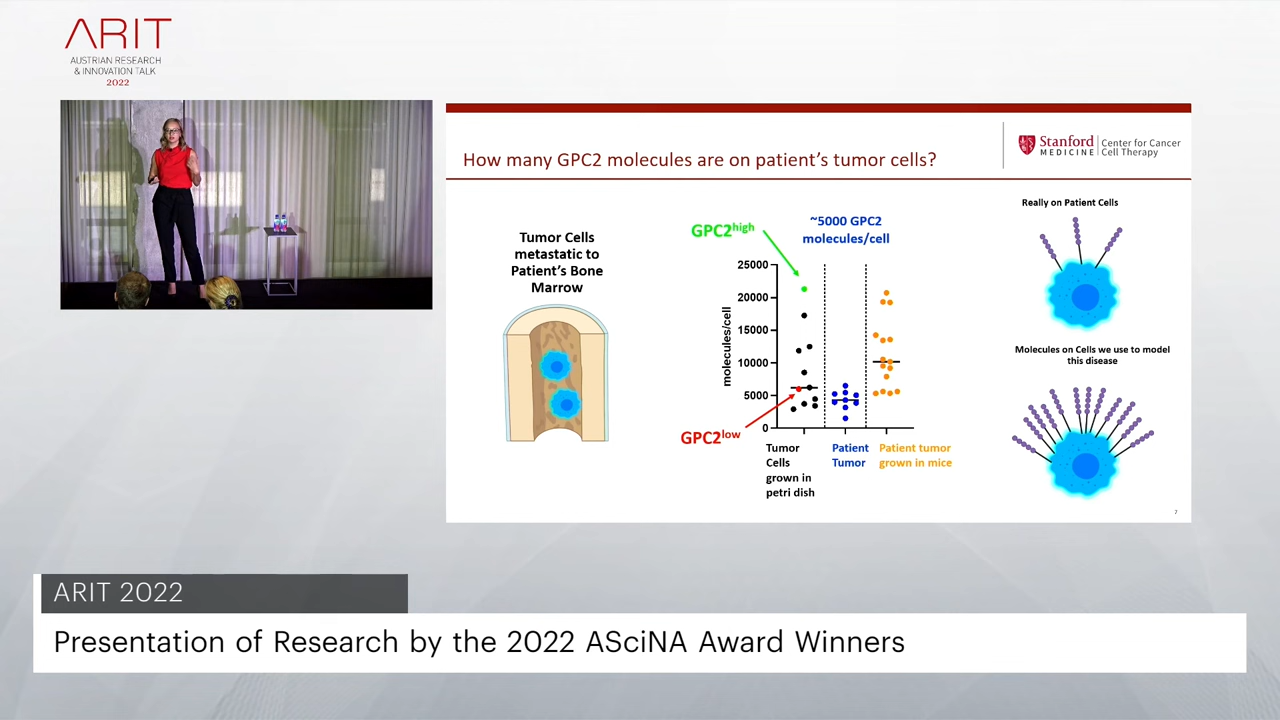 ARIT
AUSTRIAN RESEARCH
& INNOVATION TALK
2022
How many GPC2 molecules are on patient's tumor cells?
Stanford
MEDICINE
Center for Cancer
Cell Therapy
Tumor Cells
metastatic to
Patient's Bone
Marrow
GPC2high
~5000 GPC2
molecules/cell
25000
20000
15000
10000
5000
0
molecules/cell
GPC2low
Tumor
Cells
grown in
petri dish
Patient
Tumor
Patient tumor
grown in mice
Really on Patient Cells
Molecules on Cells we use to model
this disease
7
ARIT 2022
Presentation of Research by the 2022 ASciNA Award Winners